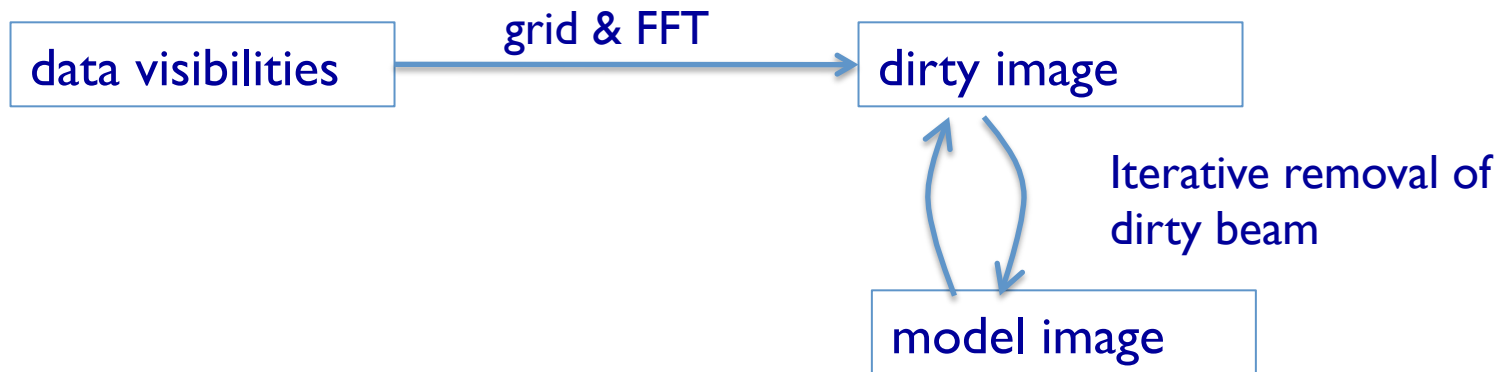 grid & FFT
data visibilities
dirty image
Iterative removal of
dirty beam
model image